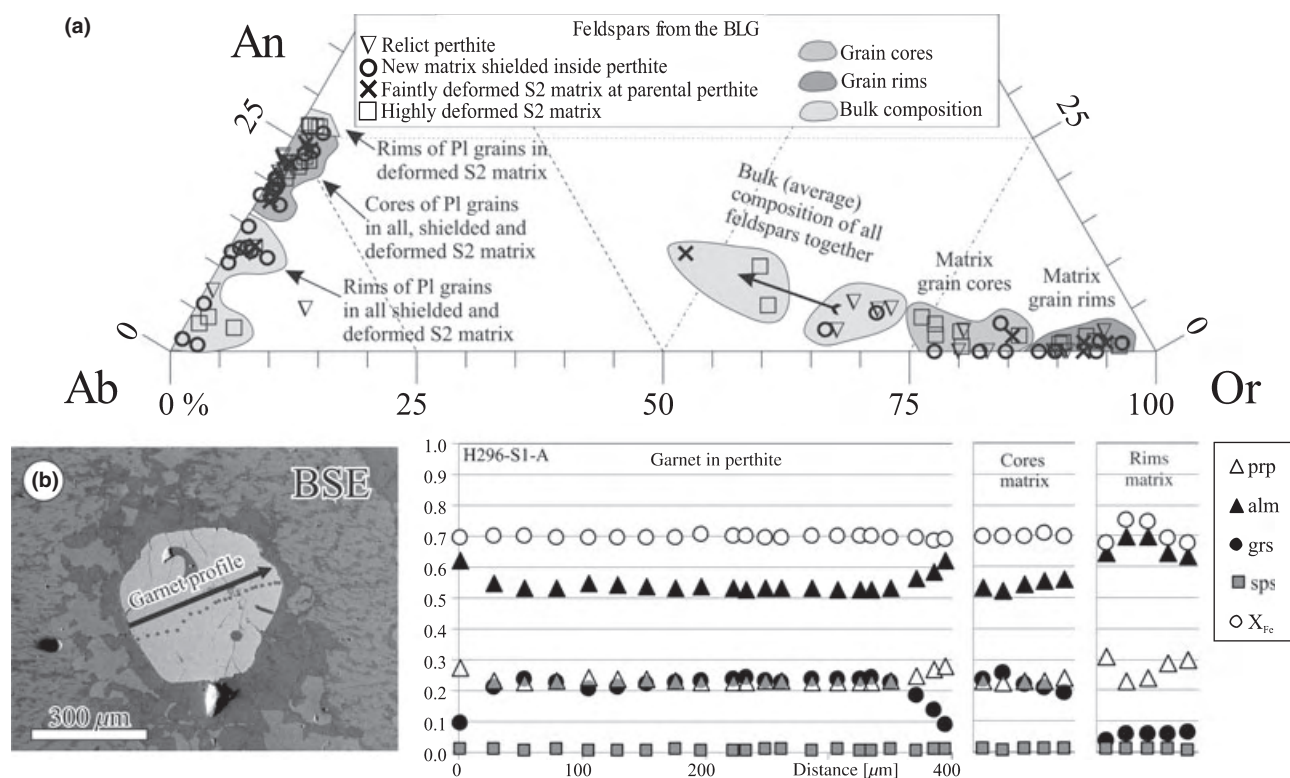 (a)
An
Feldspars from the BLG
Relict perthite
New matrix shielded inside perthite
Faintly deformed S2 matrix at parental perthite
Highly deformed S2 matrix
Grain cores
Grain rims
Bulk composition
25
25
Rims of Pl grains in
deformed S2 matrix
Cores of Pl grains
in all, shielded and
deformed S2 matrix
Rims of Pl grains
in all shielded and
deformed S2 matrix
Bulk (average)
composition of all
feldspars together
Matrix
grain cores
Matrix
grain rims
0
0
Ab
Or
0 %
25
50
75
100
(b)
BSE
Garnet profile
300 µm
H296-S1-A
Garnet in perthite
Cores
matrix
Rims
matrix
1.0
0.9
0.8
0.7
0.6
0.5
0.4
0.3
0.2
0.1
0.0
0
100
200
Distance [µm]
400
prp
alm
grs
sps
XFe